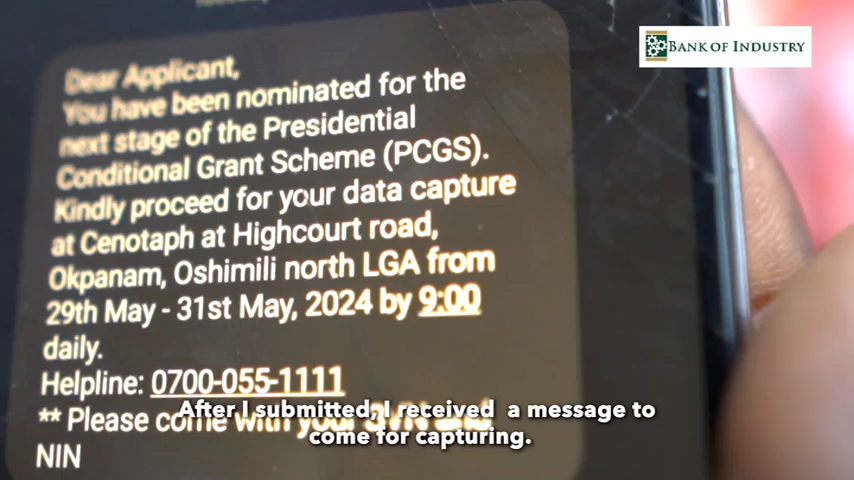 BANK OF INDUSTRY
Dear Applicant,
You have been nominated for the
next stage of the Presidential
Conditional Grant Scheme (PCGS).
Kindly proceed for your data capture
at Cenotaph at Highcourt road,
Okpanam, Oshimili north LGA from
29th May - 31st May, 2024 by 9:00
daily.
Helpline: 0700-055-1111
** Please come with your
NIN
After I submitted, I received a message to
come for capturing.